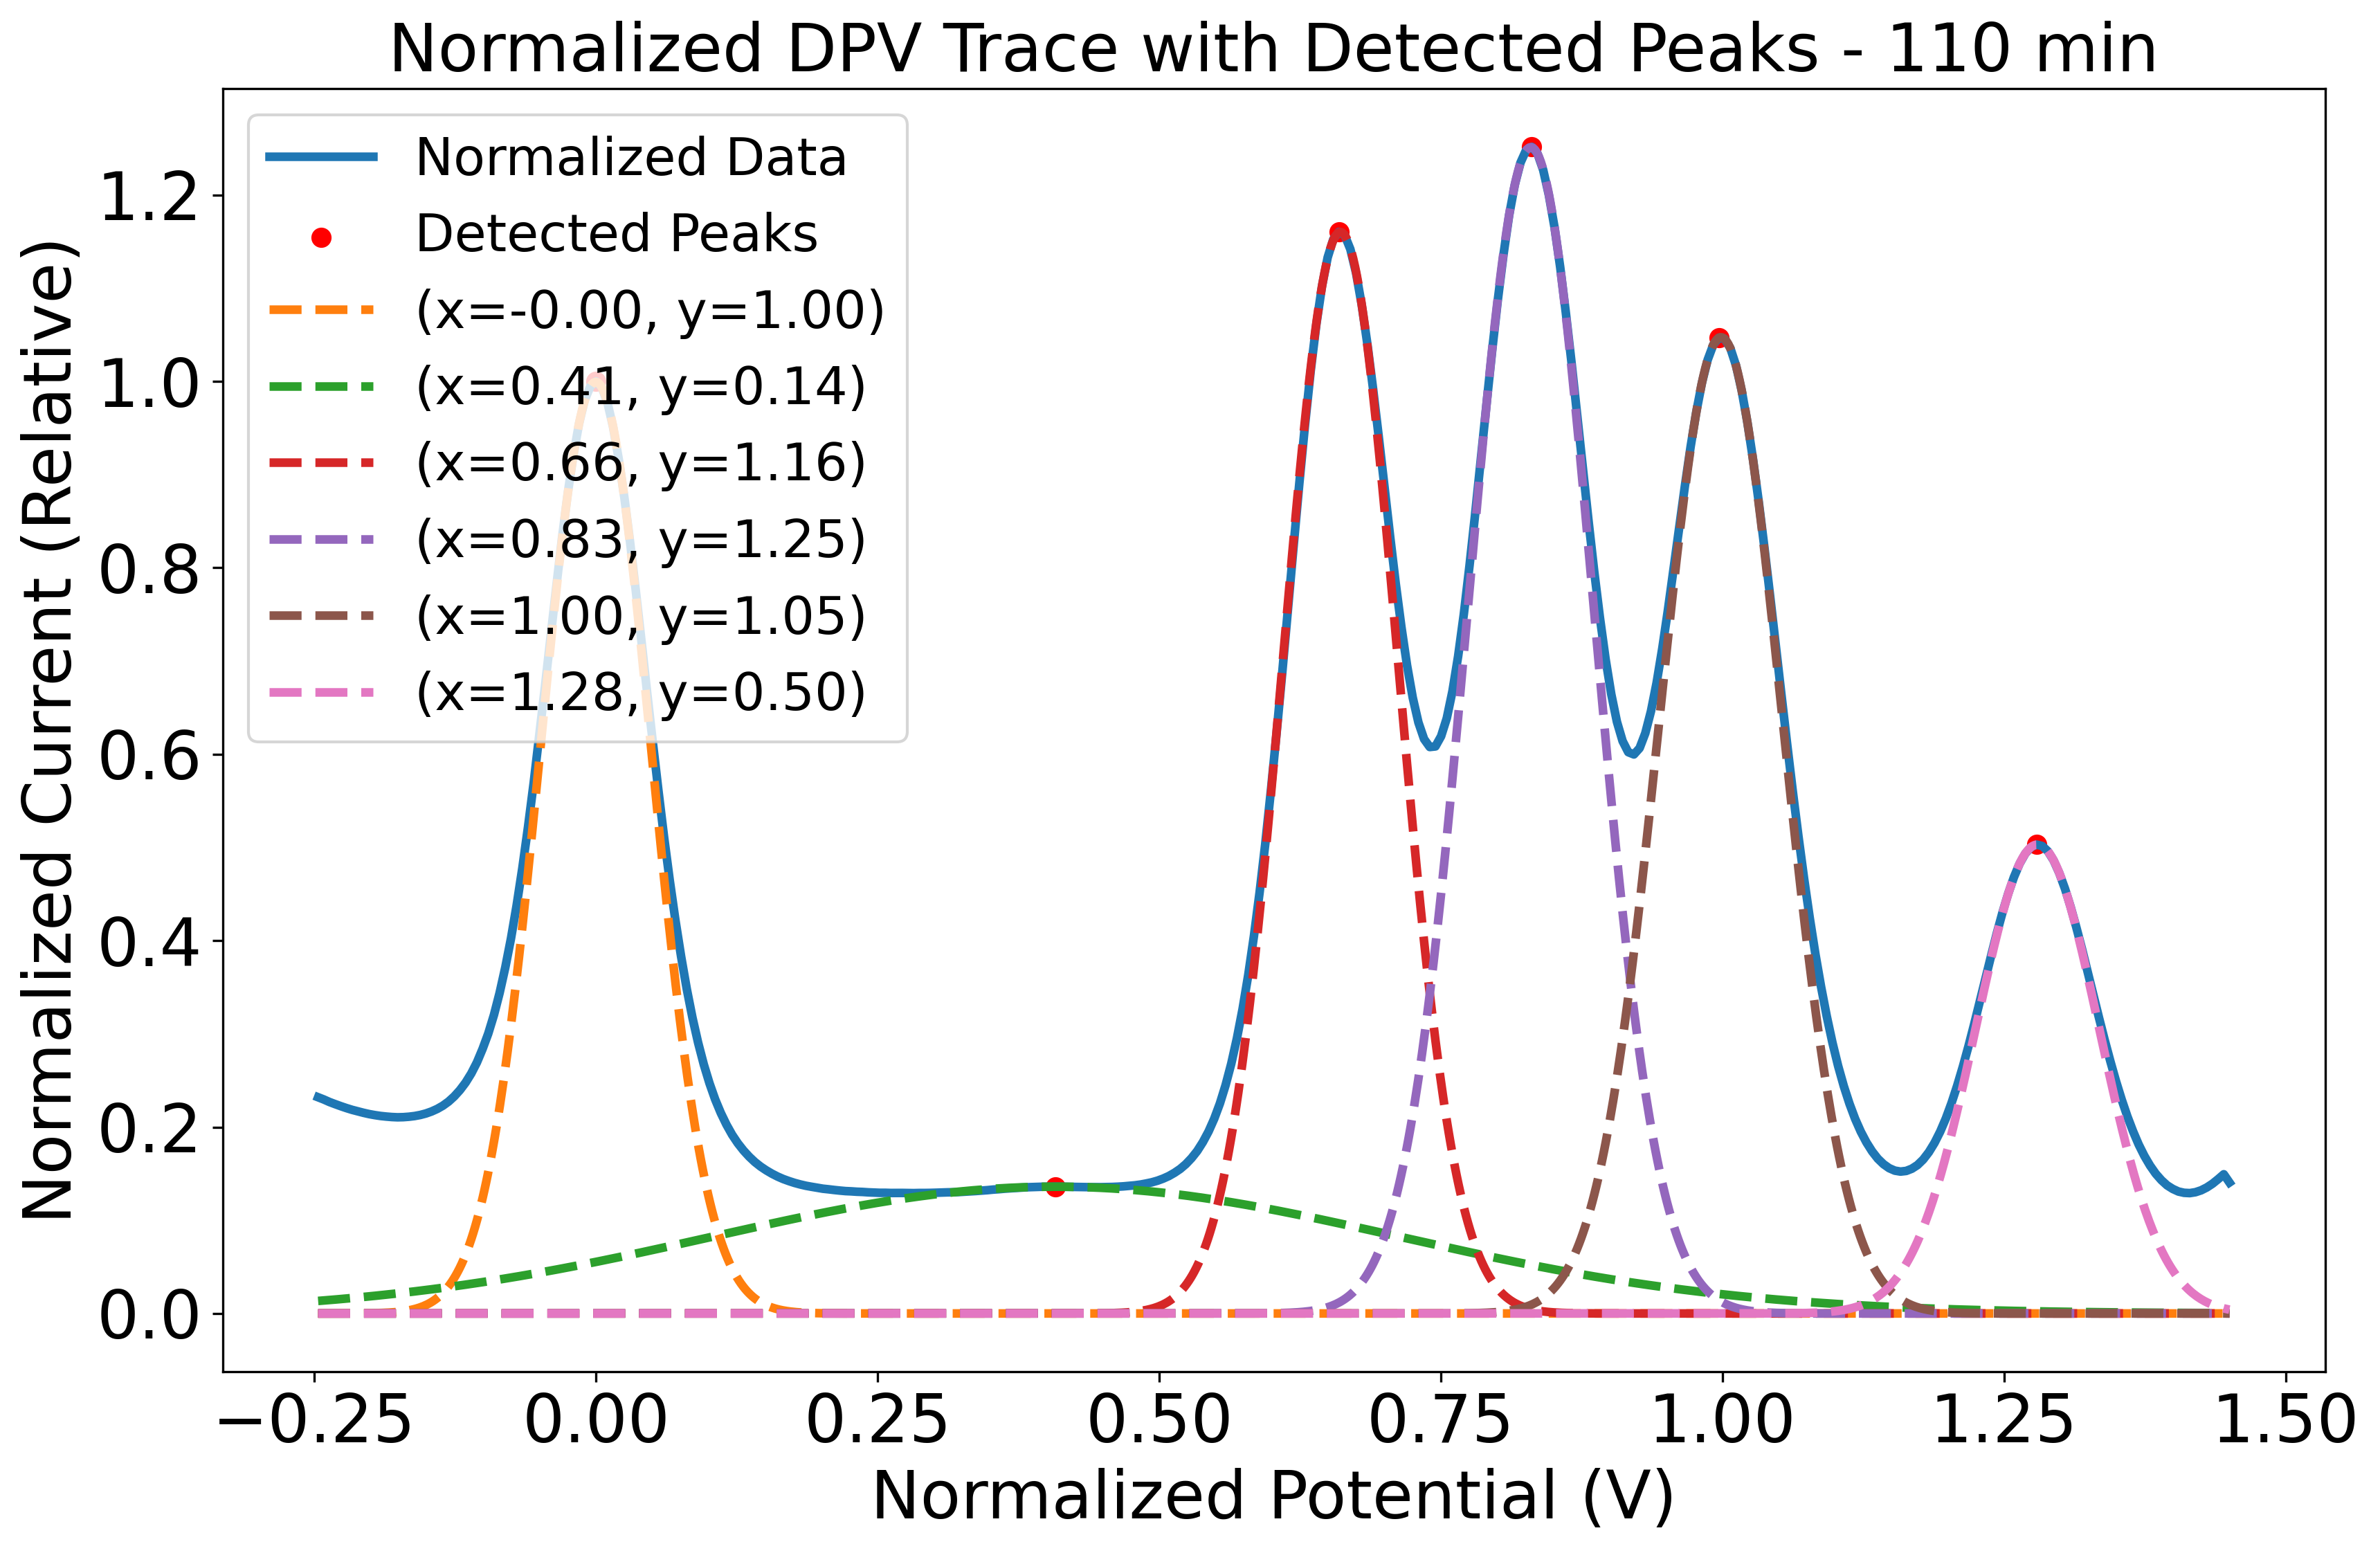 Normalized DPV Trace with Detected Peaks - 110 min
Normalized Current (Relative)
1.2
1.0
0.8
0.6
0.4
0.2
0.0
Normalized Data
Detected Peaks
(x=-0.00, y=1.00)
(x=0.41, y=0.14)
(x=0.66, y=1.16)
(x=0.83, y=1.25)
(x=1.00, y=1.05)
(x=1.28, y=0.50)
−0.25 0.00 0.25 0.50 0.75 1.00 1.25 1.50
Normalized Potential (V)